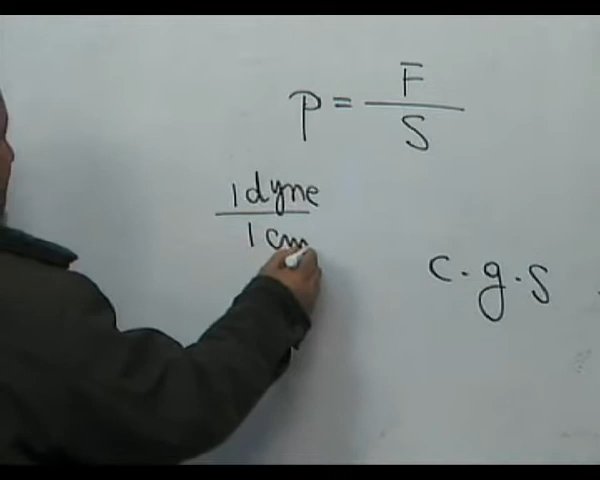 p = F / S
1 dyne / 1 cm
c.g.s